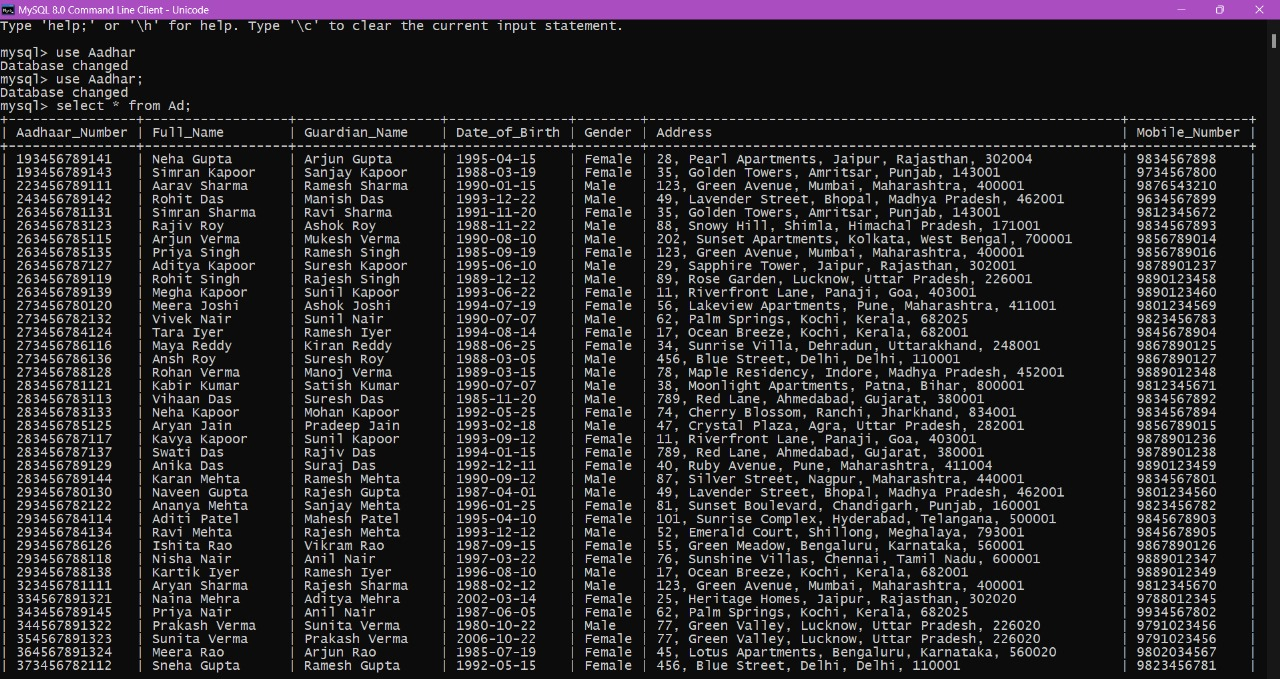 MySQL 8.0 Command Line Client - Unicode
Type 'help;' or '\h' for help. Type '\c' to clear the current input statement.
mysql> use Aadhar
Database changed
mysql> use Aadhar;
Database changed
mysql> select * from Ad;
| Aadhaar_Number | Full_Name | Guardian_Name | Date_of_Birth | Gender | Address | Mobile_Number |
| 193456789141 | Neha Gupta | Arjun Gupta | 1995-04-15 | Female | 28, Pearl Apartments, Jaipur, Rajasthan, 302004 | 9834567898 |
| 193456789143 | Simran Kapoor | Sanjay Kapoor | 1988-03-19 | Female | 35, Golden Towers, Amritsar, Punjab, 143001 | 9734567800 |
| 223456789111 | Aarav Sharma | Ramesh Sharma | 1990-01-15 | Male | 123, Green Avenue, Mumbai, Maharashtra, 400001 | 9876543210 |
| 243456789142 | Rohit Das | Manish Das | 1993-12-22 | Male | 49, Lavender Street, Bhopal, Madhya Pradesh, 462001 | 9634567899 |
| 263456781131 | Simran Sharma | Ravi Sharma | 1991-11-20 | Female | 35, Golden Towers, Amritsar, Punjab, 143001 | 9812345672 |
| 263456783123 | Rajiv Roy | Ashok Roy | 1988-11-22 | Male | 88, Snowy Hill, Shimla, Himachal Pradesh, 171001 | 9834567893 |
| 263456785115 | Arjun Verma | Mukesh Verma | 1990-08-10 | Male | 202, Sunset Apartments, Kolkata, West Bengal, 700001 | 9856789014 |
| 263456785135 | Priya Singh | Ramesh Singh | 1985-09-19 | Female | 123, Green Avenue, Mumbai, Maharashtra, 400001 | 9856789016 |
| 263456787127 | Aditya Kapoor | Suresh Kapoor | 1995-06-10 | Male | 29, Sapphire Tower, Jaipur, Rajasthan, 302001 | 9878901237 |
| 263456789119 | Rohit Singh | Rajesh Singh | 1989-12-12 | Male | 89, Rose Garden, Lucknow, Uttar Pradesh, 226001 | 9890123458 |
| 263456789139 | Megha Kapoor | Sunil Kapoor | 1993-06-22 | Female | 11, Riverfront Lane, Panaji, Goa, 403001 | 9890123460 |
| 273456780120 | Meera Joshi | Ashok Joshi | 1994-07-19 | Female | 56, Lakeview Apartments, Pune, Maharashtra, 411001 | 9801234569 |
| 273456782132 | Vivek Nair | Sunil Nair | 1990-07-07 | Male | 62, Palm Springs, Kochi, Kerala, 682025 | 9823456783 |
| 273456784124 | Tara Iyer | Ramesh Iyer | 1994-08-14 | Female | 17, Ocean Breeze, Kochi, Kerala, 682001 | 9845678904 |
| 273456786116 | Maya Reddy | Kiran Reddy | 1988-06-25 | Female | 34, Sunrise Villa, Dehradun, Uttarakhand, 248001 | 9867890125 |
| 273456786136 | Ansh Roy | Suresh Roy | 1988-03-05 | Male | 456, Blue Street, Delhi, Delhi, 110001 | 9867890127 |
| 273456788128 | Rohan Verma | Manoj Verma | 1989-03-15 | Male | 78, Maple Residency, Indore, Madhya Pradesh, 452001 | 9889012348 |
| 283456781121 | Kabir Kumar | Satish Kumar | 1990-07-07 | Male | 38, Moonlight Apartments, Patna, Bihar, 800001 | 9812345671 |
| 283456783113 | Vihaan Das | Suresh Das | 1985-11-20 | Male | 789, Red Lane, Ahmedabad, Gujarat, 380001 | 9834567892 |
| 283456783133 | Neha Kapoor | Mohan Kapoor | 1992-05-25 | Female | 74, Cherry Blossom, Ranchi, Jharkhand, 834001 | 9834567894 |
| 283456785125 | Aryan Jain | Pradeep Jain | 1993-02-18 | Male | 47, Crystal Plaza, Agra, Uttar Pradesh, 282001 | 9856789015 |
| 283456787117 | Kavya Kapoor | Sunil Kapoor | 1993-09-12 | Female | 11, Riverfront Lane, Panaji, Goa, 403001 | 9878901236 |
| 283456787137 | Swati Das | Rajiv Das | 1994-01-15 | Female | 789, Red Lane, Ahmedabad, Gujarat, 380001 | 9878901238 |
| 283456789129 | Anika Das | Suraj Das | 1992-12-11 | Female | 40, Ruby Avenue, Pune, Maharashtra, 411004 | 9890123459 |
| 283456789144 | Karan Mehta | Ramesh Mehta | 1990-09-12 | Male | 87, Silver Street, Nagpur, Maharashtra, 440001 | 9834567801 |
| 293456780130 | Naveen Gupta | Rajesh Gupta | 1987-04-01 | Male | 49, Lavender Street, Bhopal, Madhya Pradesh, 462001 | 9801234560 |
| 293456782122 | Ananya Mehta | Sanjay Mehta | 1996-01-25 | Female | 81, Sunset Boulevard, Chandigarh, Punjab, 160001 | 9823456782 |
| 293456784114 | Aditi Patel | Mahesh Patel | 1995-04-10 | Female | 101, Sunrise Complex, Hyderabad, Telangana, 500001 | 9845678903 |
| 293456784134 | Ravi Mehta | Rajesh Mehta | 1993-12-12 | Male | 52, Emerald Court, Shillong, Meghalaya, 793001 | 9845678905 |
| 293456786126 | Ishita Rao | Vikram Rao | 1987-09-15 | Female | 55, Green Meadow, Bengaluru, Karnataka, 560001 | 9867890126 |
| 293456788118 | Nisha Nair | Anil Nair | 1997-03-22 | Female | 76, Sunshine Villas, Chennai, Tamil Nadu, 600001 | 9889012347 |
| 293456788138 | Kartik Iyer | Ramesh Iyer | 1996-08-10 | Male | 17, Ocean Breeze, Kochi, Kerala, 682001 | 9889012349 |
| 323456781111 | Aryan Sharma | Rajesh Sharma | 1988-02-12 | Male | 123, Green Avenue, Mumbai, Maharashtra, 400001 | 9812345670 |
| 334567891321 | Naina Mehra | Aditya Mehra | 2002-03-14 | Female | 25, Heritage Homes, Jaipur, Rajasthan, 302020 | 9788012345 |
| 343456789145 | Priya Nair | Anil Nair | 1987-06-05 | Female | 62, Palm Springs, Kochi, Kerala, 682025 | 9934567802 |
| 344567891322 | Prakash Verma | Sunita Verma | 1980-10-22 | Male | 77, Green Valley, Lucknow, Uttar Pradesh, 226020 | 9791023456 |
| 354567891323 | Sunita Verma | Prakash Verma | 2006-10-22 | Female | 77, Green Valley, Lucknow, Uttar Pradesh, 226020 | 9791023456 |
| 364567891324 | Meera Rao | Arjun Rao | 1985-07-19 | Female | 45, Lotus Apartments, Bengaluru, Karnataka, 560020 | 9802034567 |
| 373456782112 | Sneha Gupta | Ramesh Gupta | 1992-05-15 | Female | 456, Blue Street, Delhi, Delhi, 110001 | 9823456781 |